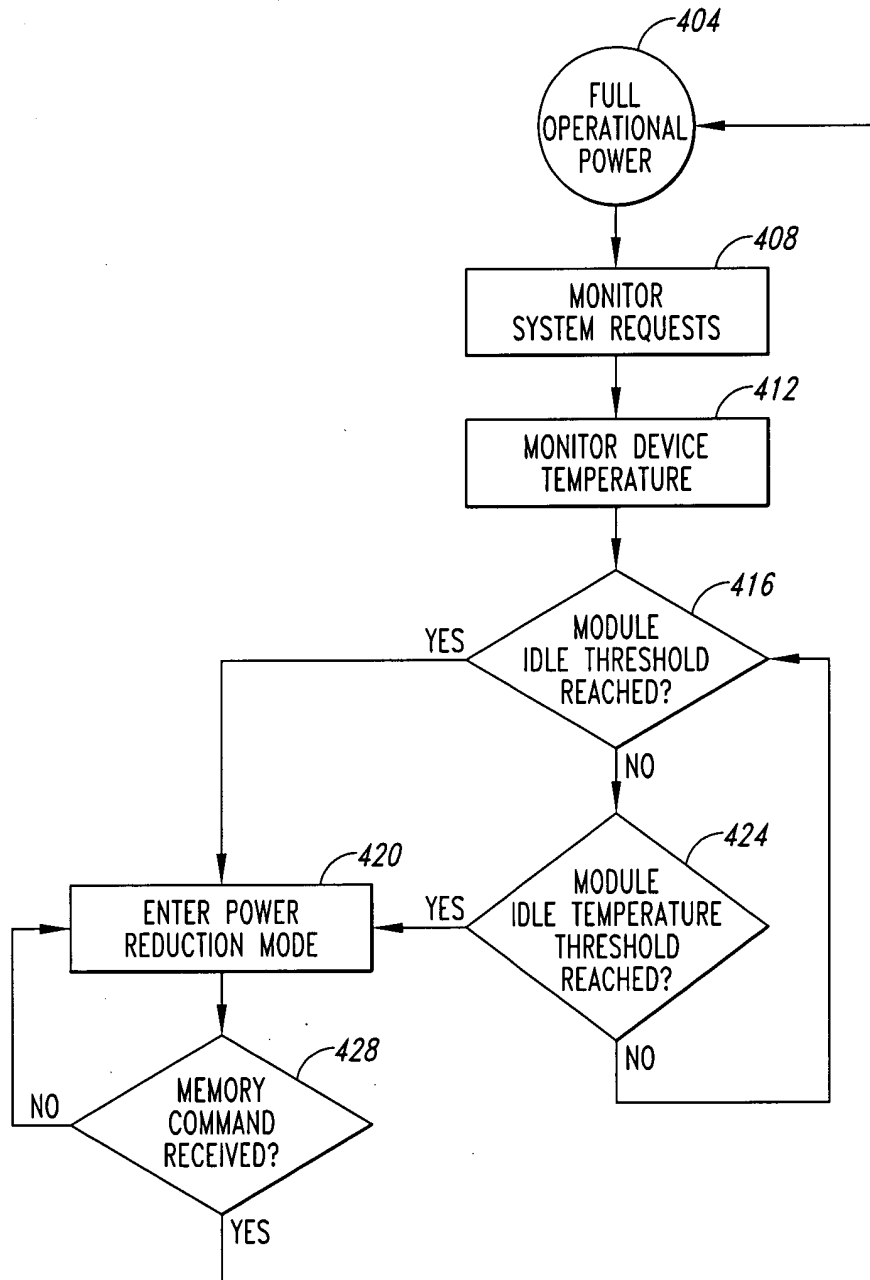 404
FULL
OPERATIONAL
POWER
408
MONITOR
SYSTEM REQUESTS
412
MONITOR DEVICE
TEMPERATURE
416
YES
MODULE
IDLE THRESHOLD
REACHED?
NO
424
420
ENTER POWER
REDUCTION MODE
YES
MODULE
IDLE TEMPERATURE
THRESHOLD
REACHED?
NO
428
NO
MEMORY
COMMAND
RECEIVED?
YES